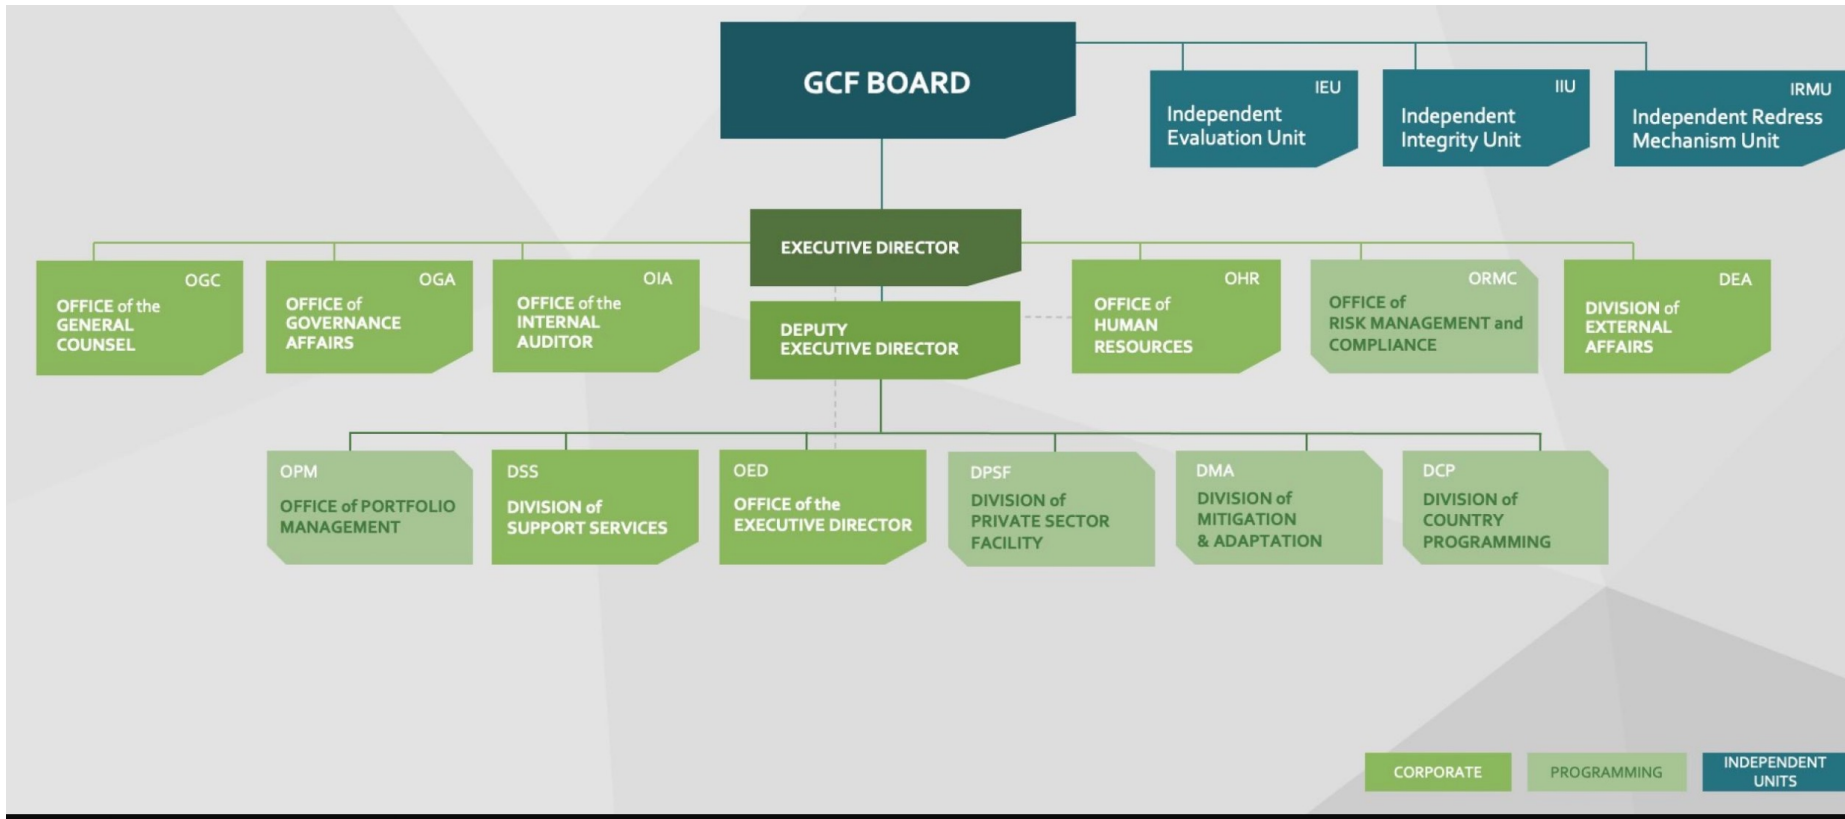 GCF BOARD
IEU
Independent
Evaluation Unit
IIU
Independent
Integrity Unit
IRMU
Independent Redress
Mechanism Unit
EXECUTIVE DIRECTOR
OGC
OFFICE of the
GENERAL
COUNSEL
OGA
OFFICE of
GOVERNANCE
AFFAIRS
OIA
OFFICE of the
INTERNAL
AUDITOR
DEPUTY
EXECUTIVE DIRECTOR
OHR
OFFICE of
HUMAN
RESOURCES
ORMC
OFFICE of
RISK MANAGEMENT and
COMPLIANCE
DEA
DIVISION of
EXTERNAL
AFFAIRS
OPM
OFFICE of PORTFOLIO
MANAGEMENT
DSS
DIVISION of
SUPPORT SERVICES
OED
OFFICE of the
EXECUTIVE DIRECTOR
DPSF
DIVISION of
PRIVATE SECTOR
FACILITY
DMA
DIVISION of
MITIGATION
& ADAPTATION
DCP
DIVISION of
COUNTRY
PROGRAMMING
CORPORATE
PROGRAMMING
INDEPENDENT
UNITS